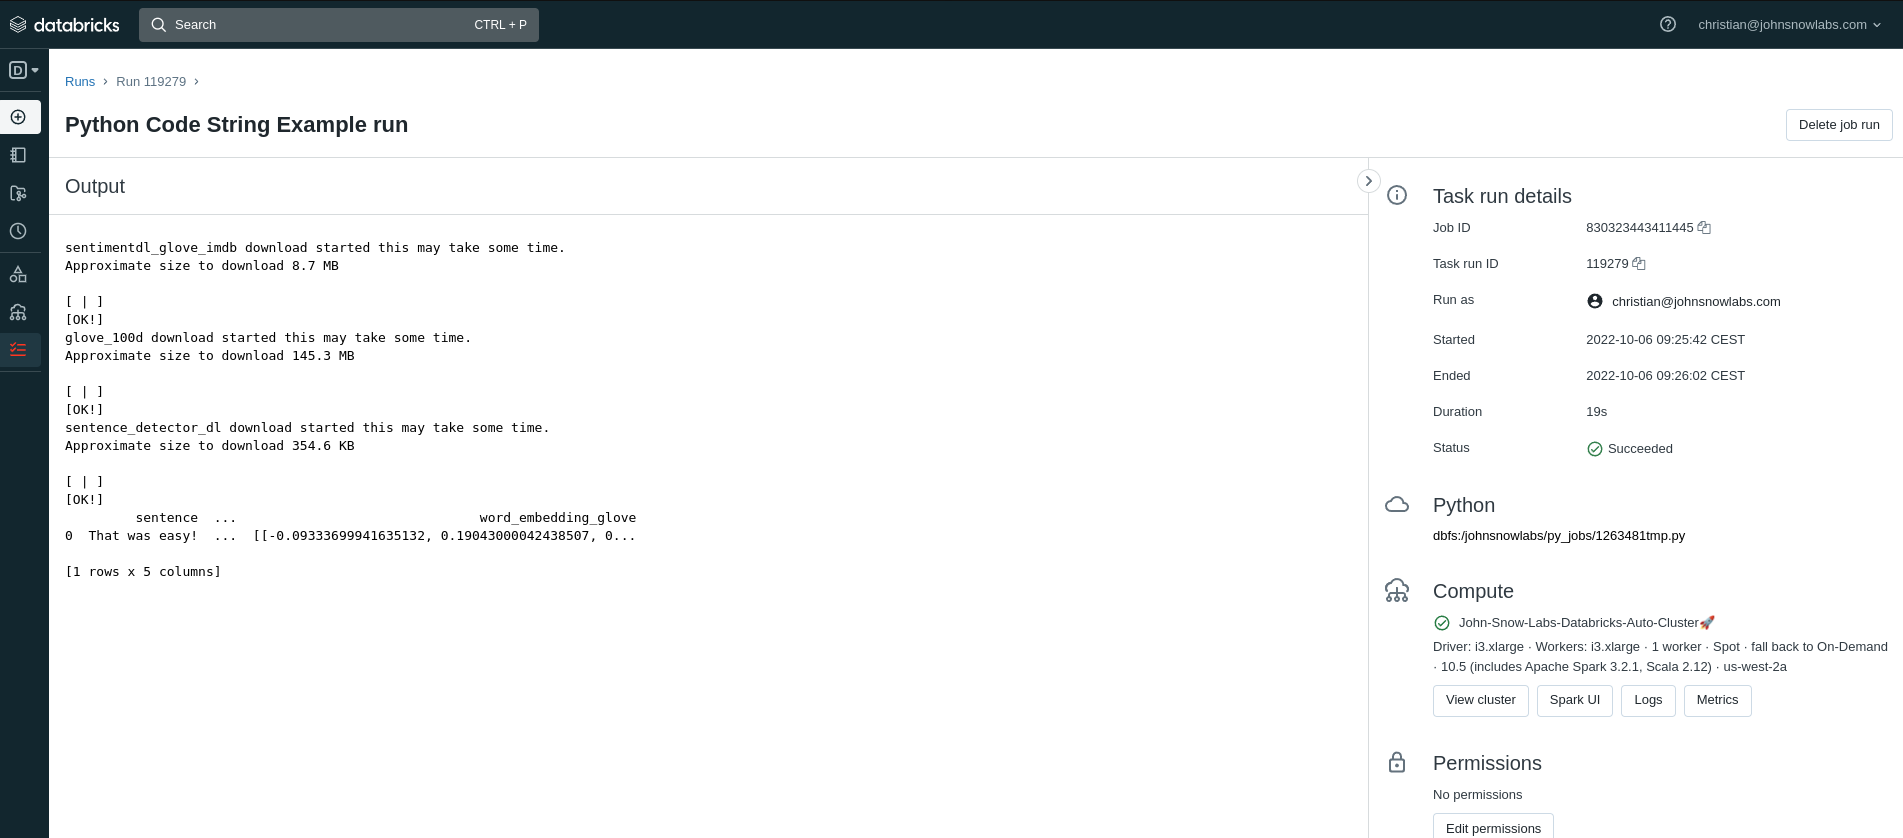 databricks
Search
CTRL + P
christian@johnsnowlabs.com
D
Runs > Run 119279 >
Python Code String Example run
Delete job run
Output
sentimentdl_glove_imdb download started this may take some time.
Approximate size to download 8.7 MB
[ | ]
[OK!]
glove_100d download started this may take some time.
Approximate size to download 145.3 MB
[ | ]
[OK!]
sentence_detector_dl download started this may take some time.
Approximate size to download 354.6 KB
[ | ]
[OK!]
sentence ... word_embedding_glove
0 That was easy! ... [[-0.09333699941635132, 0.19043000042438507, 0...
[1 rows x 5 columns]
Task run details
Job ID 830323443411445
Task run ID 119279
Run as christian@johnsnowlabs.com
Started 2022-10-06 09:25:42 CEST
Ended 2022-10-06 09:26:02 CEST
Duration 19s
Status Succeeded
Python
dbfs:/johnsnowlabs/py_jobs/1263481tmp.py
Compute
John-Snow-Labs-Databricks-Auto-Cluster🚀
Driver: i3.xlarge · Workers: i3.xlarge · 1 worker · Spot · fall back to On-Demand
· 10.5 (includes Apache Spark 3.2.1, Scala 2.12) · us-west-2a
View cluster
Spark UI
Logs
Metrics
Permissions
No permissions
Edit permissions